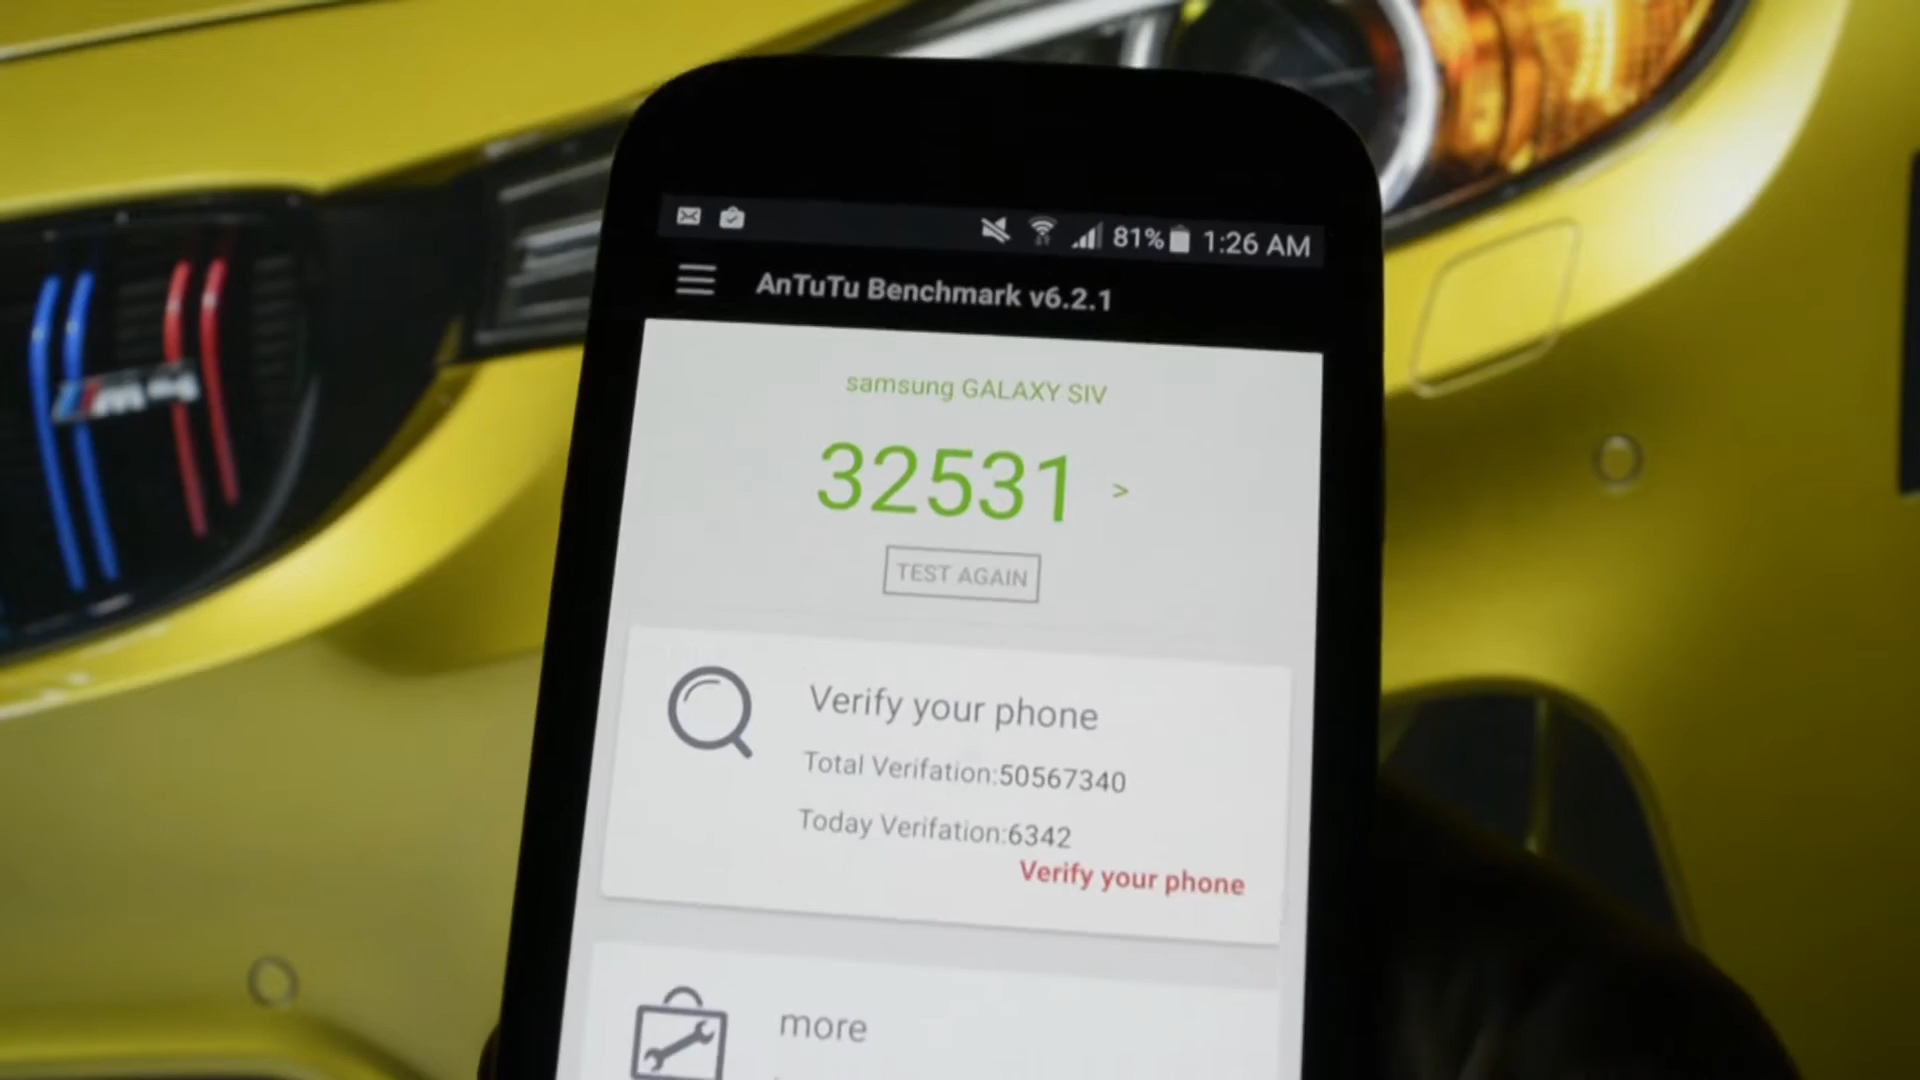 81% 1:26 AM
AnTuTu Benchmark v6.2.1
samsung GALAXY SIV
32531 >
TEST AGAIN
Verify your phone
Total Verifation:50567340
Today Verifation:6342
Verify your phone
more
M4